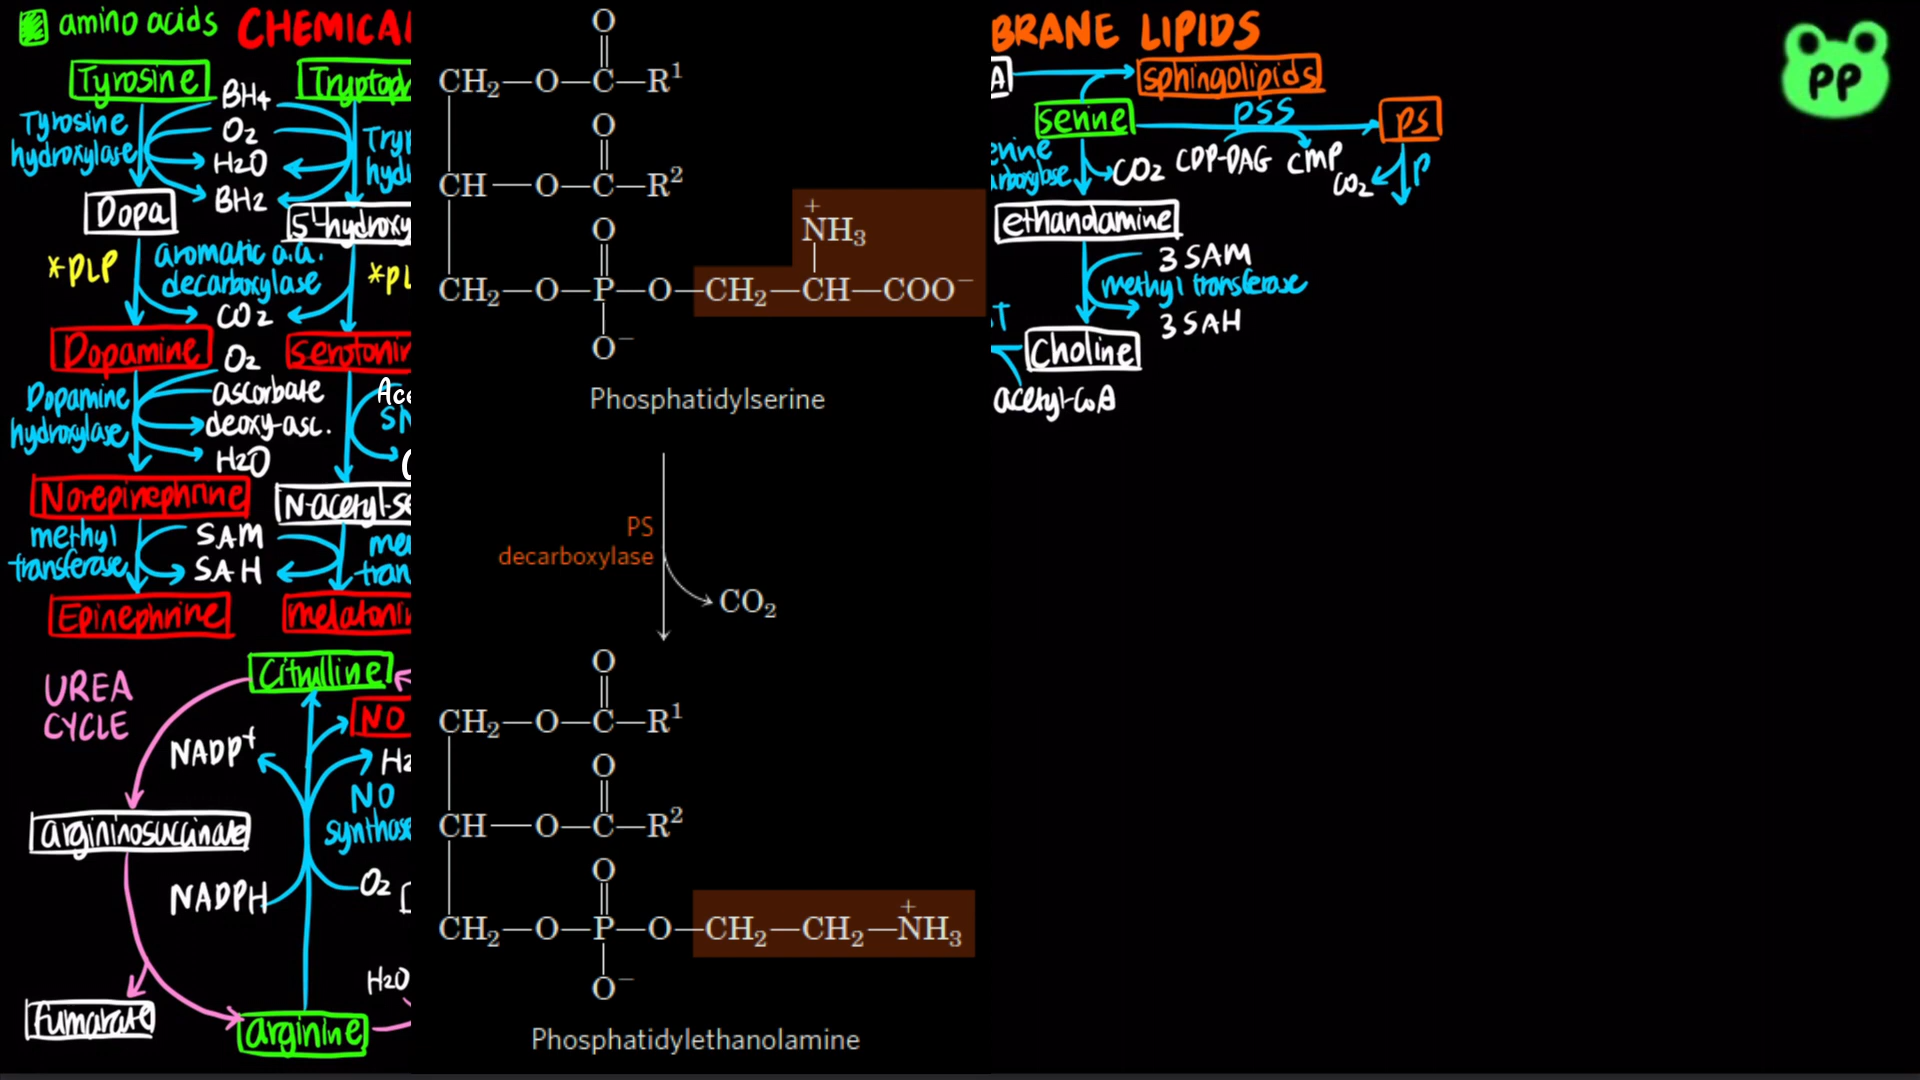 amino acids
CHEMICAL
Tyrosine
BH4
Tyrosine
hydroxylase
O2
H2O
BH2
Dopa
*PLP
aromatic a.a.
decarboxylase
CO2
Dopamine
O2
ascorbate
deoxy-asc.
H2O
Dopamine
hydroxylase
Norepinephrine
methyl
transferase
SAM
SAH
Epinephrine
UREA
CYCLE
Citrulline
NO
NADP+
NO
synthase
argininosuccinate
NADPH
O2
H2O
fumarate
arginine
O
CH₂—O—C—R¹
O
CH—O—C—R²
O
+
NH₃
CH₂—O—P—O—CH₂—CH—COO⁻
O⁻
Phosphatidylserine
PS
decarboxylase
CO₂
O
CH₂—O—C—R¹
O
CH—O—C—R²
O
+
CH₂—O—P—O—CH₂—CH₂—NH₃
O⁻
Phosphatidylethanolamine
BRANE LIPIDS
A
sphingolipids
serine
PSS
PS
CO2
CDP-DAG
CMP
CO2
P
ethanolamine
3 SAM
methyl transferase
3 SAH
T
Choline
acetyl-CoA
PP